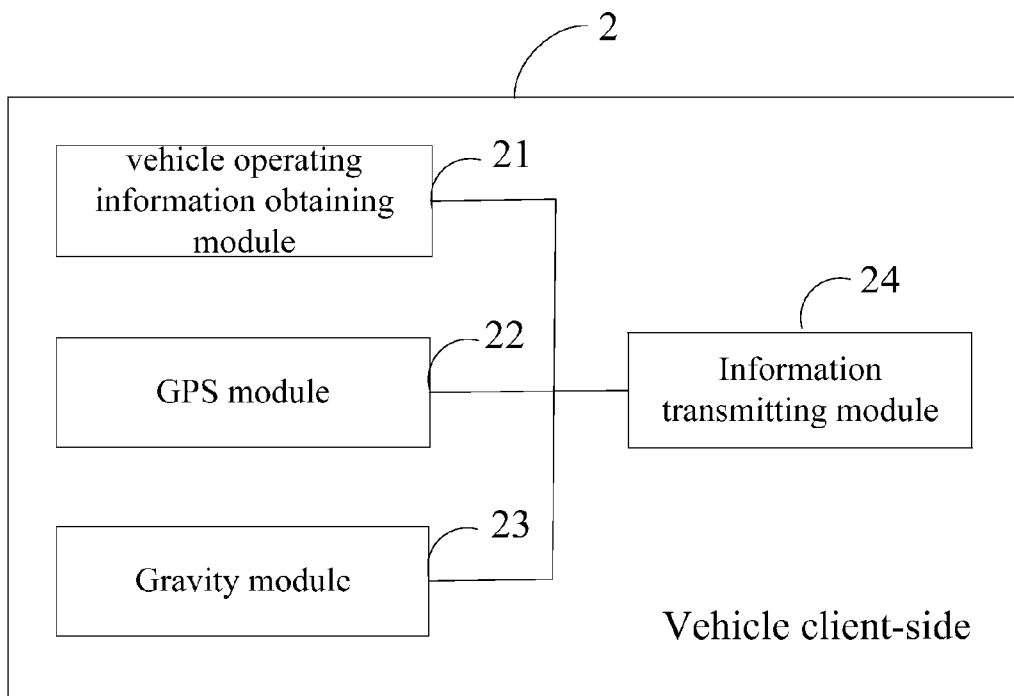 2
vehicle operating
information obtaining
module
21
GPS module
22
Gravity module
23
24
Information
transmitting module
Vehicle client-side